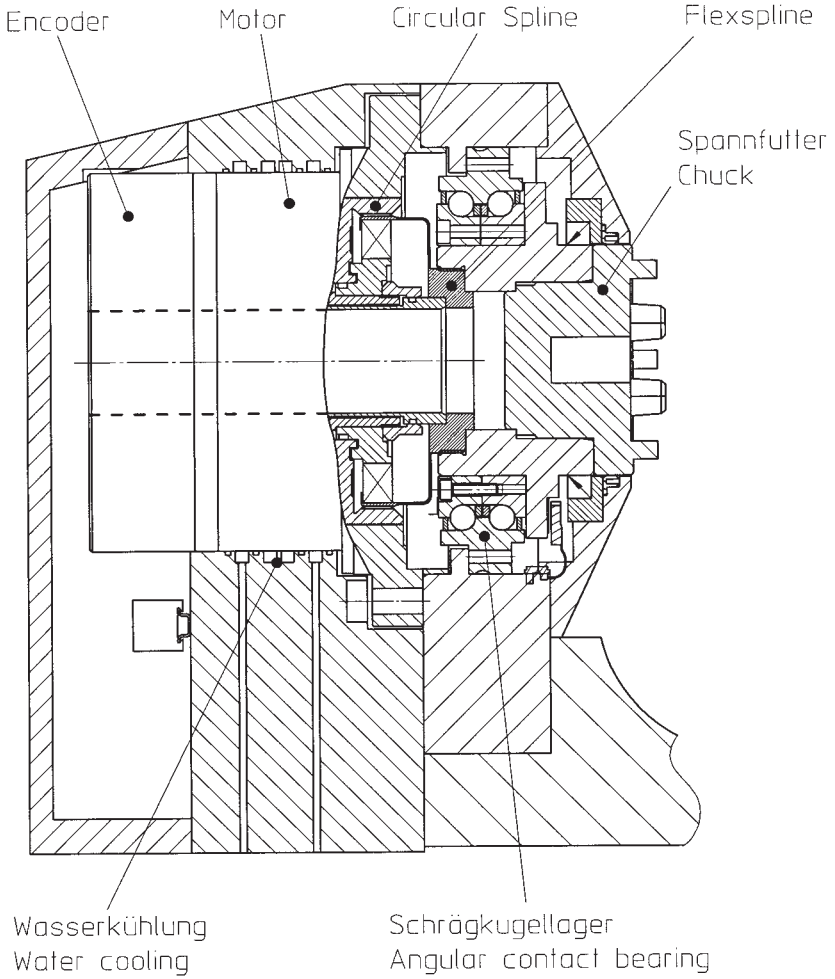 Encoder
Motor
Circular Spline
Flexspline
Spannfutter
Chuck
Wasserkühlung
Water cooling
Schrägkugellager
Angular contact bearing